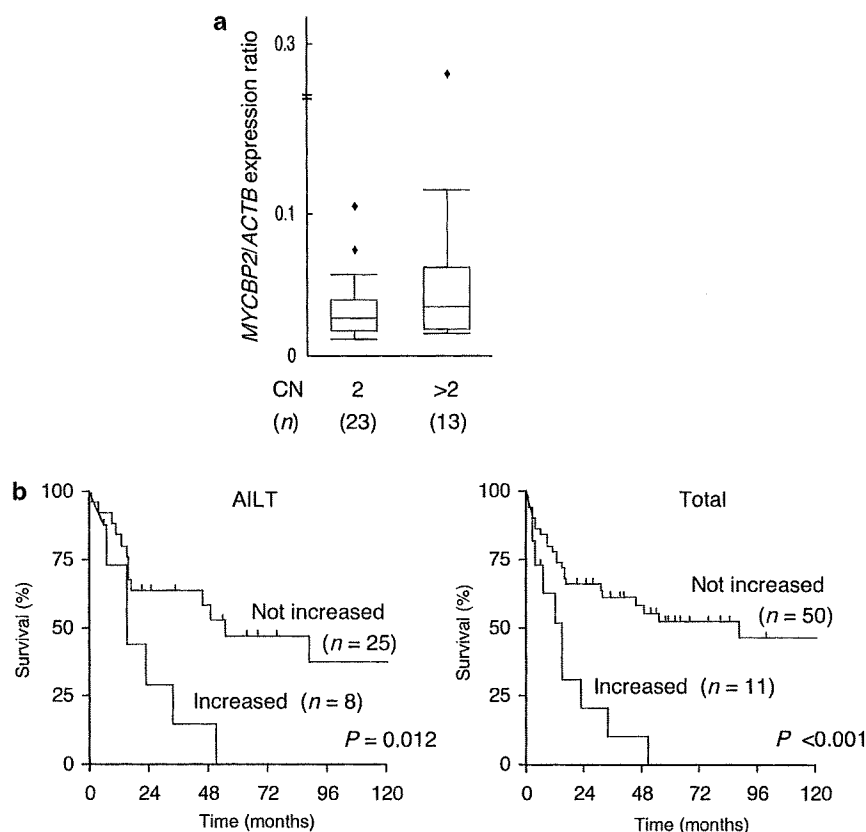 a
MYCBP2/ACTB expression ratio
0.3
0.1
0
CN 2 >2
(n) (23) (13)
b
AILT
Survival (%)
100
75
50
25
0
Not increased
(n = 25)
Increased (n = 8)
P = 0.012
0 24 48 72 96 120
Time (months)
Total
Survival (%)
100
75
50
25
0
Not increased
(n = 50)
Increased (n = 11)
P <0.001
0 24 48 72 96 120
Time (months)